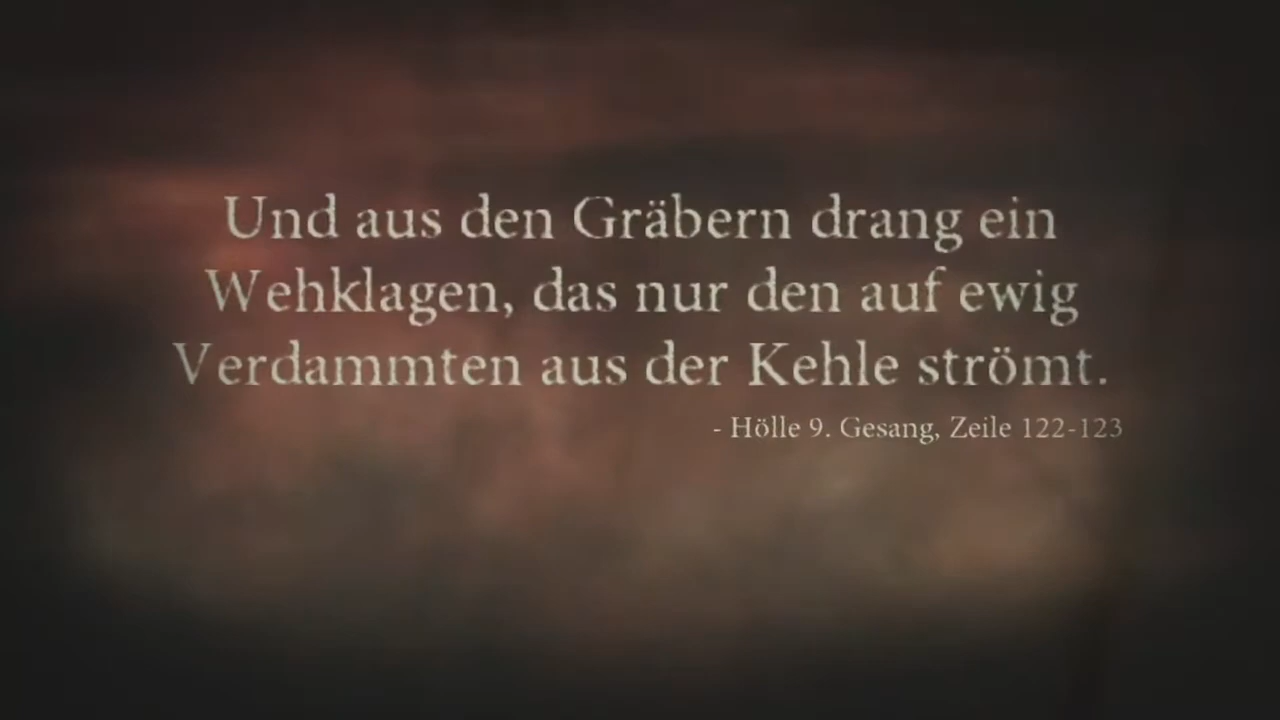 Und aus den Gräbern drang ein
Wehklagen, das nur den auf ewig
Verdammten aus der Kehle strömt.
- Hölle 9. Gesang, Zeile 122-123